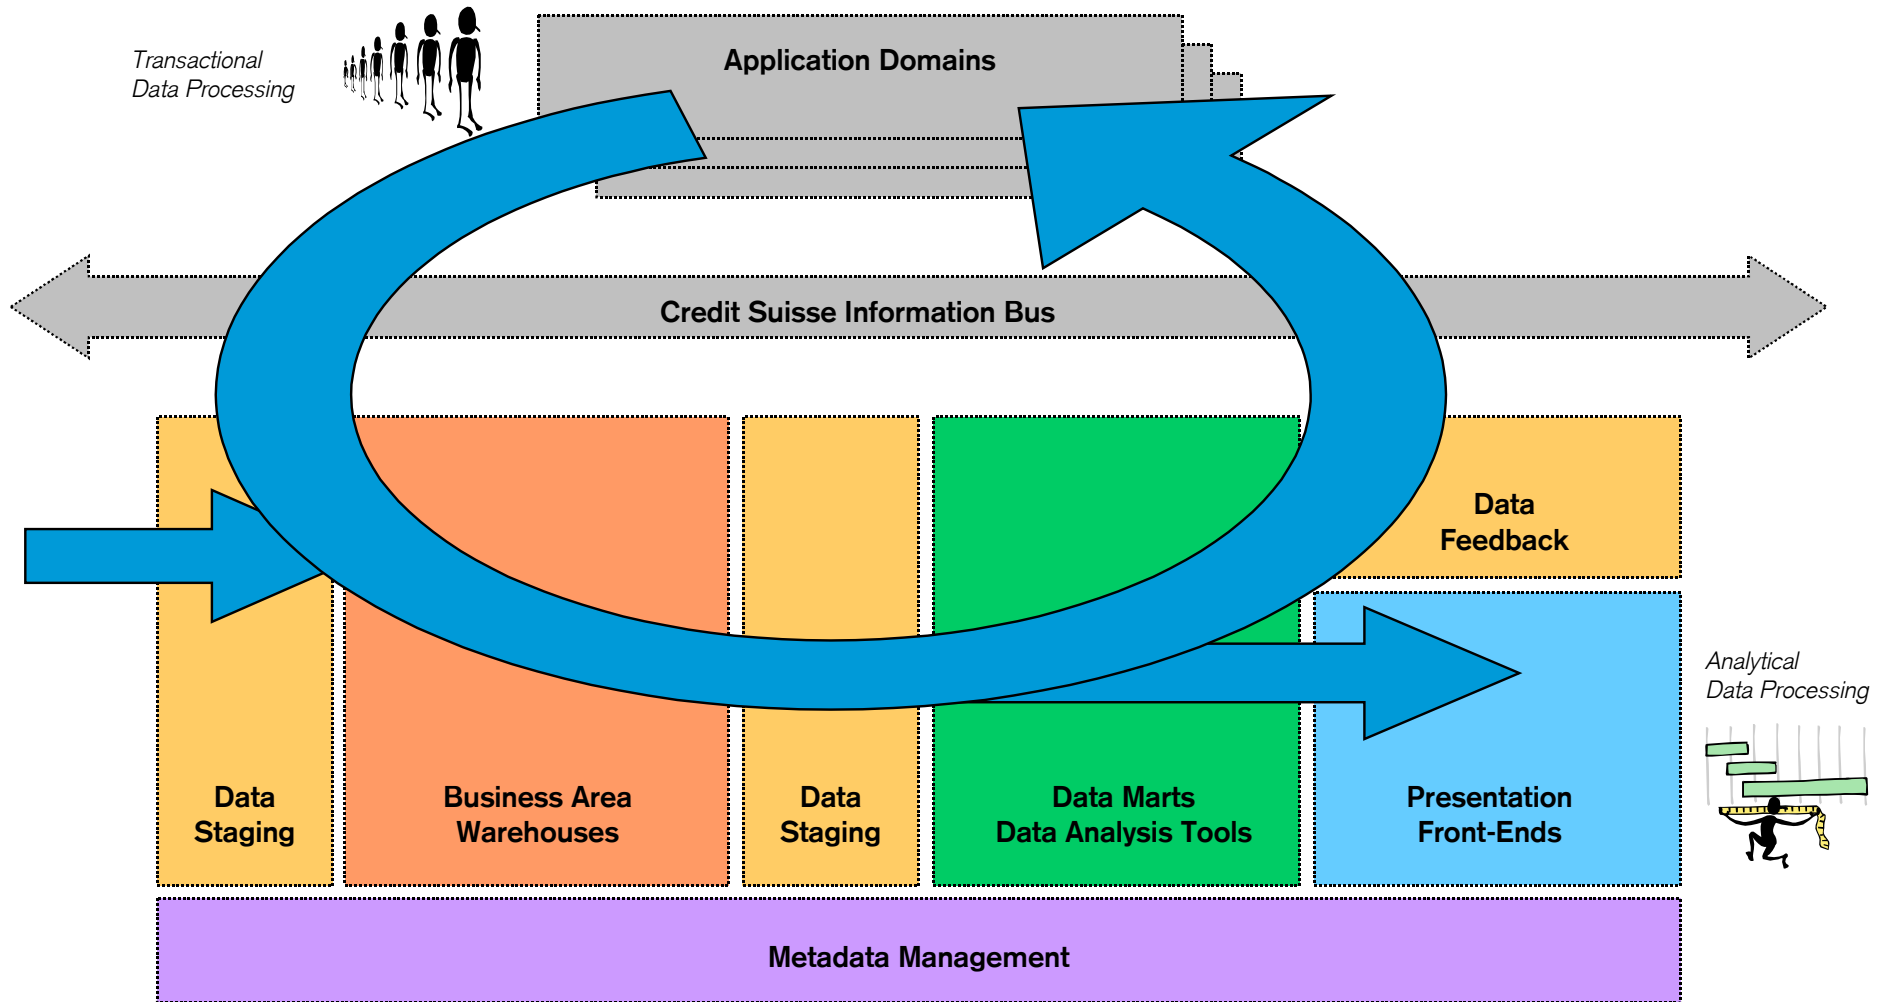 Transactional
Data Processing
Application Domains
Credit Suisse Information Bus
Data
Feedback
Analytical
Data Processing
Data
Staging
Business Area
Warehouses
Data
Staging
Data Marts
Data Analysis Tools
Presentation
Front-Ends
Metadata Management